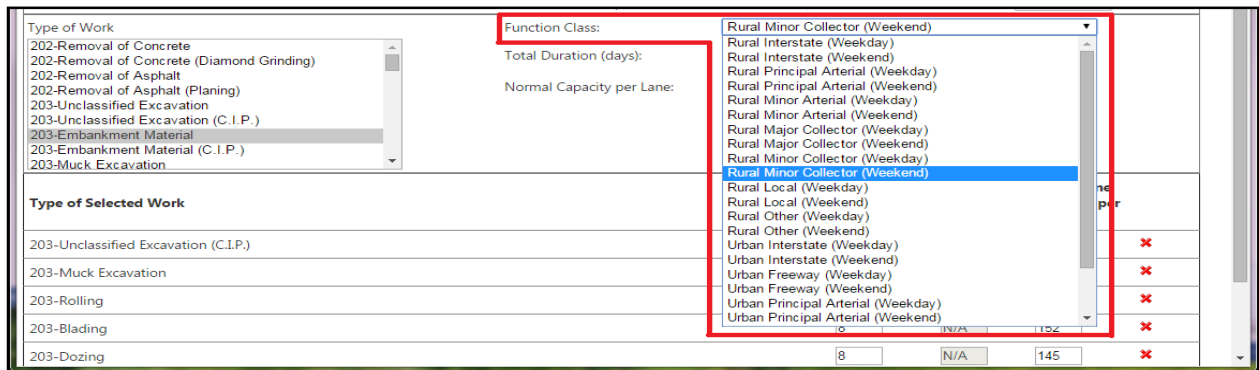 Type of Work
202-Removal of Concrete
202-Removal of Concrete (Diamond Grinding)
202-Removal of Asphalt
202-Removal of Asphalt (Planing)
203-Unclassified Excavation
203-Unclassified Excavation (C.I.P.)
203-Embankment Material
203-Embankment Material (C.I.P.)
203-Muck Excavation
Function Class:
Total Duration (days):
Normal Capacity per Lane:
Rural Minor Collector (Weekend)
Rural Interstate (Weekday)
Rural Interstate (Weekend)
Rural Principal Arterial (Weekday)
Rural Principal Arterial (Weekend)
Rural Minor Arterial (Weekday)
Rural Minor Arterial (Weekend)
Rural Major Collector (Weekday)
Rural Major Collector (Weekend)
Rural Minor Collector (Weekday)
Rural Minor Collector (Weekend)
Rural Local (Weekday)
Rural Local (Weekend)
Rural Other (Weekday)
Rural Other (Weekend)
Urban Interstate (Weekday)
Urban Interstate (Weekend)
Urban Freeway (Weekday)
Urban Freeway (Weekend)
Urban Principal Arterial (Weekday)
Urban Principal Arterial (Weekend)
Type of Selected Work
203-Unclassified Excavation (C.I.P.)
203-Muck Excavation
203-Rolling
203-Blading
8 N/A 152
203-Dozing
8 N/A 145